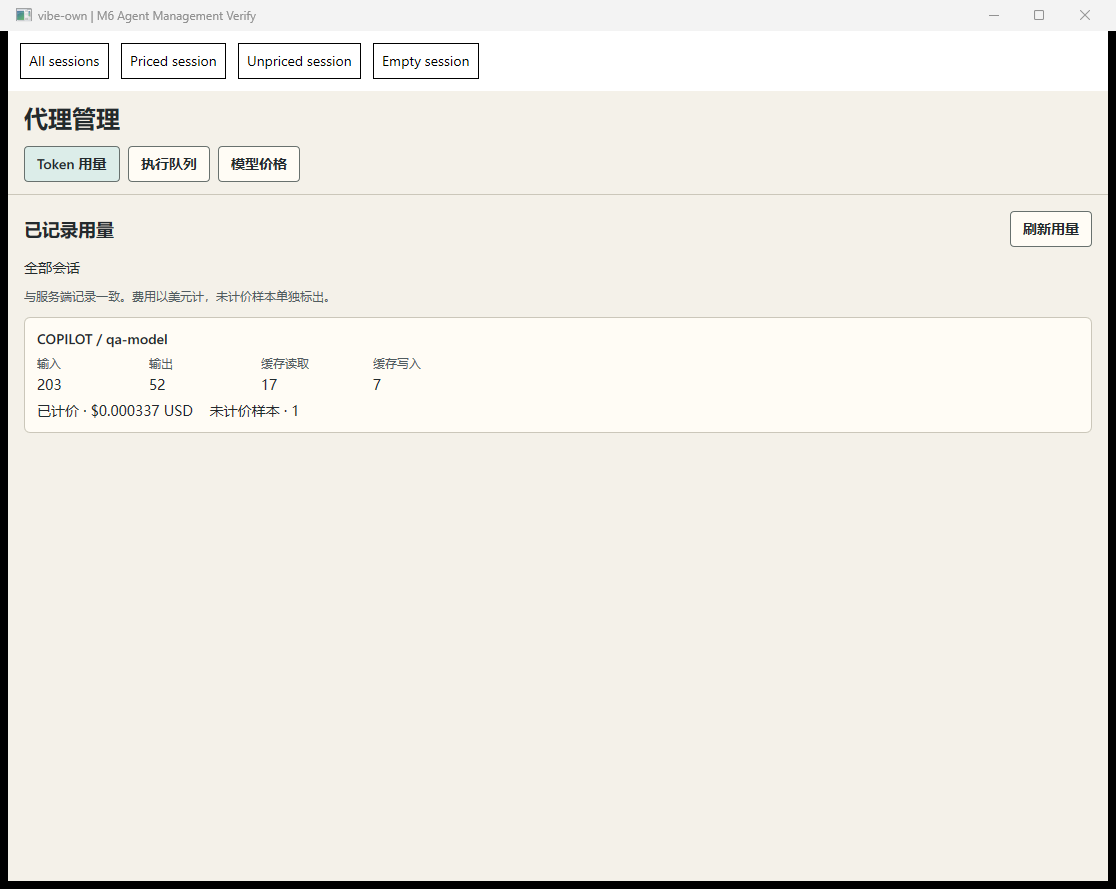 vibe-own | M6 Agent Management Verify
All sessions Priced session Unpriced session Empty session
代理管理
Token 用量 执行队列 模型价格
已记录用量 刷新用量
全部会话
与服务端记录一致。费用以美元计，未计价样本单独标出。
COPILOT / qa-model
输入 输出 缓存读取 缓存写入
203 52 17 7
已计价 · $0.000337 USD 未计价样本 · 1